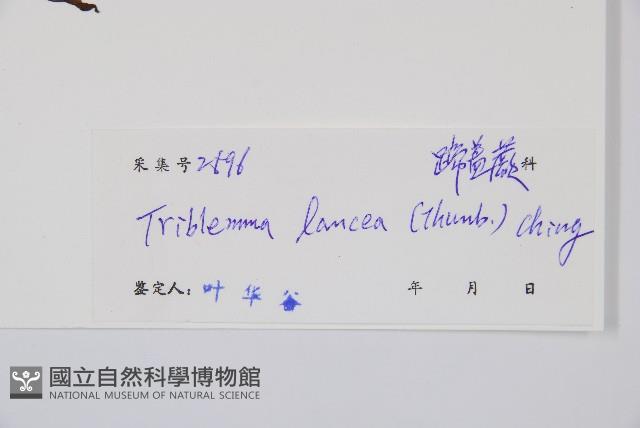 采集号 2896 蹄盖蕨科
Triblemma lancea (Thunb.) Ching
鉴定人: 叶华谷 年 月 日
國立自然科學博物館
NATIONAL MUSEUM OF NATURAL SCIENCE